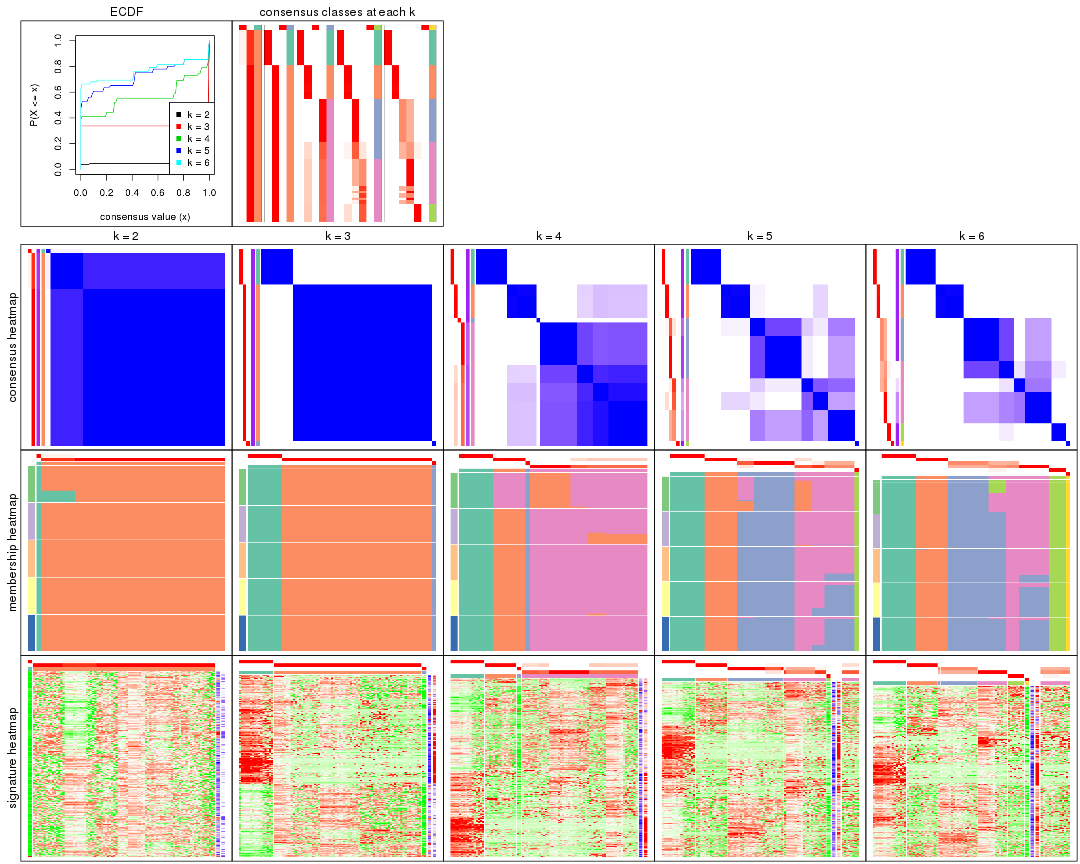 ECDF
consensus classes at each k
P(X <= x)
1.0
0.8
0.6
0.4
0.2
0.0
k = 2
k = 3
k = 4
k = 5
k = 6
0.0 0.2 0.4 0.6 0.8 1.0
consensus value (x)
k = 2
k = 3
k = 4
k = 5
k = 6
consensus heatmap
membership heatmap
signature heatmap